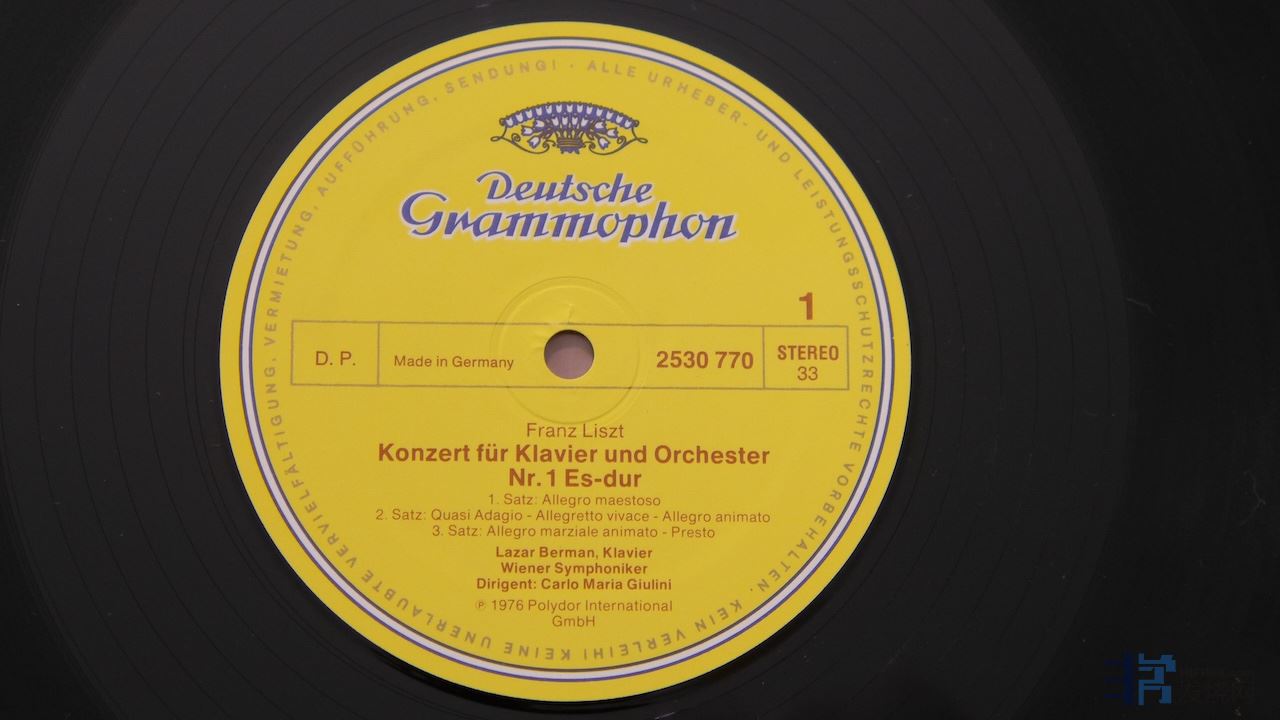 KEINE UNERLAUBTE VERVIELFÄLTIGUNG, VERMIETUNG, AUFFÜHRUNG, SENDUNG! · ALLE URHEBER- UND LEISTUNGSSCHUTZRECHTE VORBEHALTEN · KEIN VERLEIH!
Deutsche
Grammophon
1
D. P.
Made in Germany
2530 770
STEREO
33
Franz Liszt
Konzert für Klavier und Orchester
Nr. 1 Es-dur
1. Satz: Allegro maestoso
2. Satz: Quasi Adagio - Allegretto vivace - Allegro animato
3. Satz: Allegro marziale animato - Presto
Lazar Berman, Klavier
Wiener Symphoniker
Dirigent: Carlo Maria Giulini
℗ 1976 Polydor International
GmbH